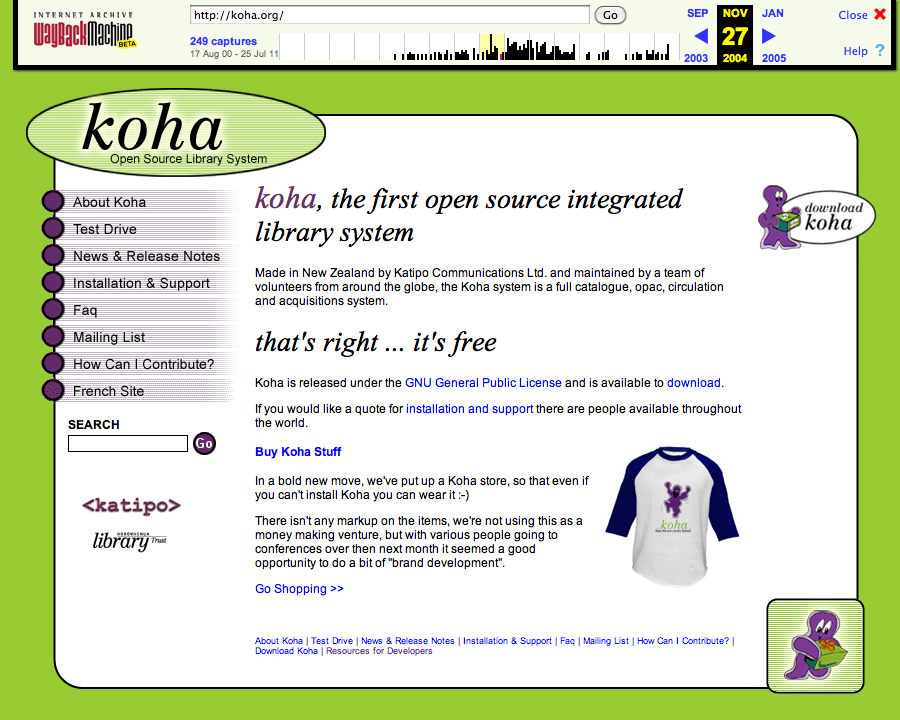 INTERNET ARCHIVE
WayBackMachine
BETA
http://koha.org/
Go
249 captures
17 Aug 00 - 25 Jul 11
SEP NOV JAN
27
2003 2004 2005
Close
Help ?
koha
Open Source Library System
About Koha
Test Drive
News & Release Notes
Installation & Support
Faq
Mailing List
How Can I Contribute?
French Site
SEARCH
Go
<katipo>
HOROWHENUA
library Trust
koha, the first open source integrated
library system
Made in New Zealand by Katipo Communications Ltd. and maintained by a team of
volunteers from around the globe, the Koha system is a full catalogue, opac, circulation
and acquisitions system.
that's right ... it's free
Koha is released under the GNU General Public License and is available to download.
If you would like a quote for installation and support there are people available throughout
the world.
Buy Koha Stuff
In a bold new move, we've put up a Koha store, so that even if
you can't install Koha you can wear it :-)
There isn't any markup on the items, we're not using this as a
money making venture, but with various people going to
conferences over then next month it seemed a good
opportunity to do a bit of "brand development".
Go Shopping >>
koha
Open Source Library System
download
koha
About Koha | Test Drive | News & Release Notes | Installation & Support | Faq | Mailing List | How Can I Contribute? |
Download Koha | Resources for Developers